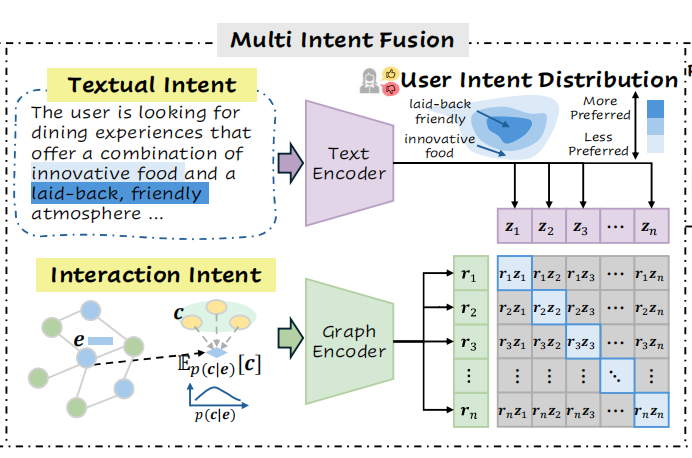 Multi Intent Fusion
Textual Intent
The user is looking for
dining experiences that
offer a combination of
innovative food and a
laid-back, friendly
atmosphere ...
Text
Encoder
User Intent Distribution
laid-back
friendly
innovative
food
More
Preferred
Less
Preferred
z₁ z₂ z₃ ⋯ zₙ
Interaction Intent
c
e
𝔼p(c|e)[c]
p(c|e)
Graph
Encoder
r₁ r₁z₁ r₁z₂ r₁z₃ ⋯ r₁zₙ
r₂ r₂z₁ r₂z₂ r₂z₃ ⋯ r₂zₙ
r₃ r₃z₁ r₃z₂ r₃z₃ ⋯ r₃zₙ
⋮ ⋮ ⋮ ⋮ ⋱ ⋮
rₙ rₙz₁ rₙz₂ rₙz₃ ⋯ rₙzₙ